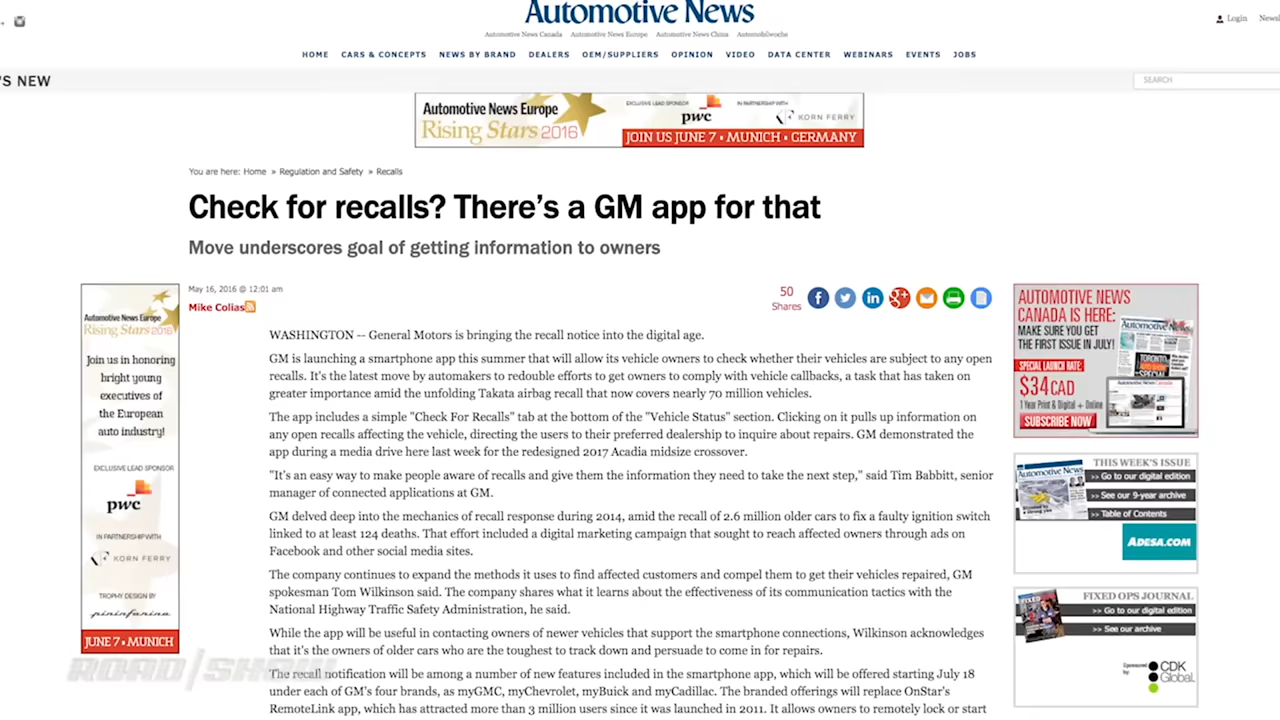 Automotive News
Login
Automotive News Canada Automotive News Europe Automotive News China Automobilwoche
HOME CARS & CONCEPTS NEWS BY BRAND DEALERS OEM/SUPPLIERS OPINION VIDEO DATA CENTER WEBINARS EVENTS JOBS
'S NEW
SEARCH
Automotive News Europe
Rising Stars 2016
EXCLUSIVE LEAD SPONSOR
pwc
IN PARTNERSHIP WITH
KORN FERRY
JOIN US JUNE 7 • MUNICH • GERMANY
You are here: Home » Regulation and Safety » Recalls
Check for recalls? There's a GM app for that
Move underscores goal of getting information to owners
May 16, 2016 @ 12:01 am
Mike Colias
50
Shares
WASHINGTON -- General Motors is bringing the recall notice into the digital age.
GM is launching a smartphone app this summer that will allow its vehicle owners to check whether their vehicles are subject to any open
recalls. It's the latest move by automakers to redouble efforts to get owners to comply with vehicle callbacks, a task that has taken on
greater importance amid the unfolding Takata airbag recall that now covers nearly 70 million vehicles.
The app includes a simple "Check For Recalls" tab at the bottom of the "Vehicle Status" section. Clicking on it pulls up information on
any open recalls affecting the vehicle, directing the users to their preferred dealership to inquire about repairs. GM demonstrated the
app during a media drive here last week for the redesigned 2017 Acadia midsize crossover.
"It's an easy way to make people aware of recalls and give them the information they need to take the next step," said Tim Babbitt, senior
manager of connected applications at GM.
GM delved deep into the mechanics of recall response during 2014, amid the recall of 2.6 million older cars to fix a faulty ignition switch
linked to at least 124 deaths. That effort included a digital marketing campaign that sought to reach affected owners through ads on
Facebook and other social media sites.
The company continues to expand the methods it uses to find affected customers and compel them to get their vehicles repaired, GM
spokesman Tom Wilkinson said. The company shares what it learns about the effectiveness of its communication tactics with the
National Highway Traffic Safety Administration, he said.
While the app will be useful in contacting owners of newer vehicles that support the smartphone connections, Wilkinson acknowledges
that it's the owners of older cars who are the toughest to track down and persuade to come in for repairs.
The recall notification will be among a number of new features included in the smartphone app, which will be offered starting July 18
under each of GM's four brands, as myGMC, myChevrolet, myBuick and myCadillac. The branded offerings will replace OnStar's
RemoteLink app, which has attracted more than 3 million users since it was launched in 2011. It allows owners to remotely lock or start
Automotive News Europe
Rising Stars 2016
Join us in honoring
bright young
executives of
the European
auto industry!
EXCLUSIVE LEAD SPONSOR
pwc
IN PARTNERSHIP WITH
KORN FERRY
TROPHY DESIGN BY
pininfarina
JUNE 7 • MUNICH
ROAD/SHOW
AUTOMOTIVE NEWS
CANADA IS HERE:
MAKE SURE YOU GET
THE FIRST ISSUE IN JULY!
SPECIAL LAUNCH RATE:
$34CAD
1 Year Print & Digital + Online
SUBSCRIBE NOW
Automotive News
THIS WEEK'S ISSUE
>> Go to our digital edition
>> See our 9-year archive
>> Table of Contents
ADESA.COM
FIXED OPS JOURNAL
>> Go to our digital edition
>> See our archive
Sponsored
by
CDK
Global.